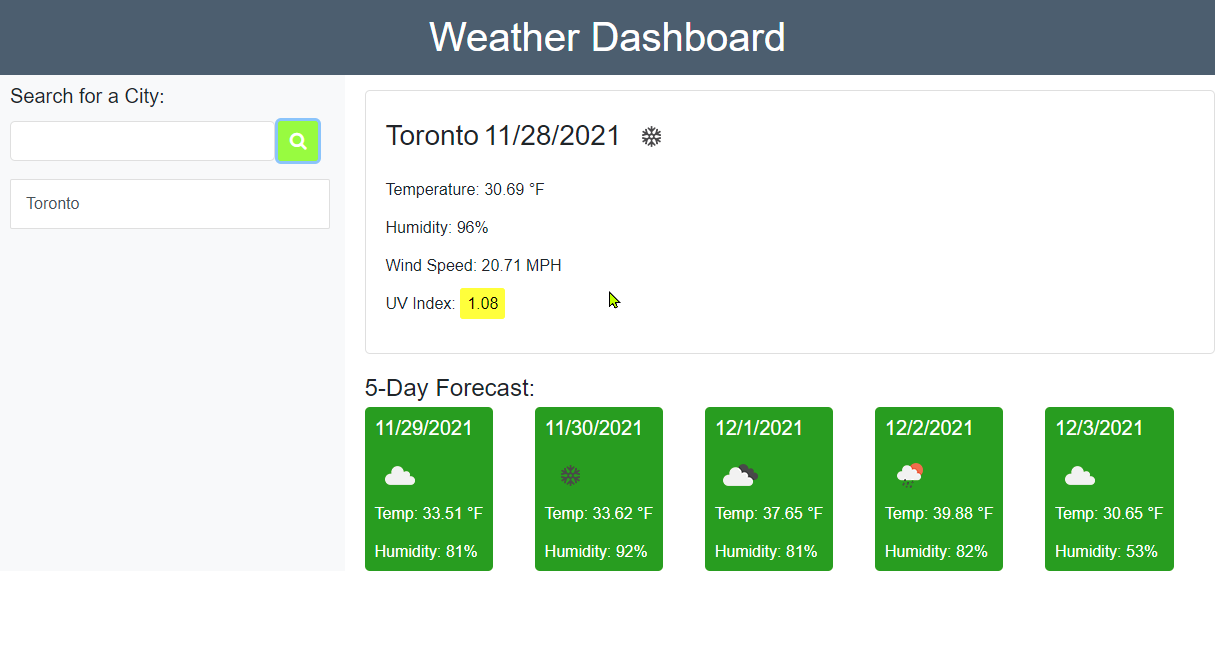 Weather Dashboard
Search for a City:
Toronto
Toronto 11/28/2021
Temperature: 30.69 °F
Humidity: 96%
Wind Speed: 20.71 MPH
UV Index: 1.08
5-Day Forecast:
11/29/2021
Temp: 33.51 °F
Humidity: 81%
11/30/2021
Temp: 33.62 °F
Humidity: 92%
12/1/2021
Temp: 37.65 °F
Humidity: 81%
12/2/2021
Temp: 39.88 °F
Humidity: 82%
12/3/2021
Temp: 30.65 °F
Humidity: 53%